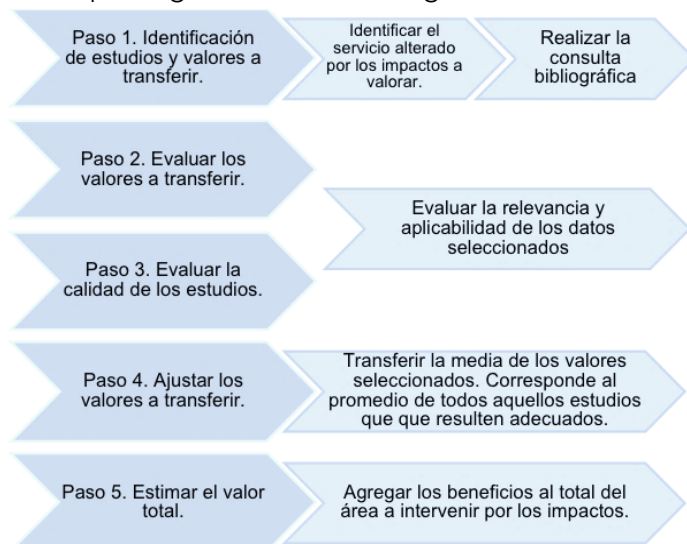 Paso 1. Identificación
de estudios y valores a
transferir.
Identificar el
servicio alterado
por los impactos a
valorar.
Realizar la
consulta
bibliográfica
Paso 2. Evaluar los
valores a transferir.
Evaluar la relevancia y
aplicabilidad de los datos
seleccionados
Paso 3. Evaluar la
calidad de los estudios.
Paso 4. Ajustar los
valores a transferir.
Transferir la media de los valores
seleccionados. Corresponde al
promedio de todos aquellos estudios
que que resulten adecuados.
Paso 5. Estimar el valor
total.
Agregar los beneficios al total del
área a intervenir por los impactos.